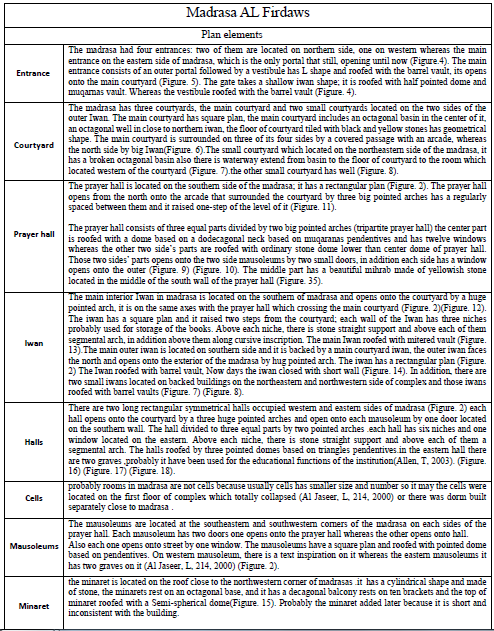 Madrasa AL Firdaws
Plan elements
Entrance
The madrasa had four entrances: two of them are located on northern side, one on western whereas the main
entrance on the eastern side of madrasa, which is the only portal that still, opening until now (Figure.4). The main
entrance consists of an outer portal followed by a vestibule has L shape and roofed with the barrel vault, its opens
onto the main courtyard (Figure. 5). The gate takes a shallow iwan shape; it is roofed with half pointed dome and
muqarnas vault. Whereas the vestibule roofed with the barrel vault (Figure. 4).
Courtyard
The madrasa has three courtyards, the main courtyard and two small courtyards located on the two sides of the
outer Iwan. The main courtyard has square plan, the main courtyard includes an octagonal basin in the center of it,
an octagonal well in close to northern iwan, the floor of courtyard tiled with black and yellow stones has geometrical
shape. The main courtyard is surrounded on three of its four sides by a covered passage with an arcade, whereas
the north side by big Iwan(Figure. 6).The small courtyard which located on the northeastern side of the madrasa, it
has a broken octagonal basin also there is waterway extend from basin to the floor of courtyard to the room which
located western of the courtyard (Figure. 7).the other small courtyard has well (Figure. 8).
Prayer hall
The prayer hall is located on the southern side of the madrasa; it has a rectangular plan (Figure. 2). The prayer hall
opens from the north onto the arcade that surrounded the courtyard by three big pointed arches has a regularly
spaced between them and it raised one-step of the level of it (Figure. 11).
The prayer hall consists of three equal parts divided by two big pointed arches (tripartite prayer hall) the center part
is roofed with a dome based on a dodecagonal neck based on muqaranas pendentives and has twelve windows
whereas the other two side's parts are roofed with ordinary stone dome lower than center dome of prayer hall.
Those two sides' parts opens onto the two side mausoleums by two small doors, in addition each side has a window
opens onto the outer (Figure. 9) (Figure. 10). The middle part has a beautiful mihrab made of yellowish stone
located in the middle of the south wall of the prayer hall (Figure. 35).
Iwan
The main interior Iwan in madrasa is located on the southern of madrasa and opens onto the courtyard by a huge
pointed arch, it is on the same axes with the prayer hall which crossing the main courtyard (Figure. 2)(Figure. 12).
The iwan has a square plan and it raised two steps from the courtyard; each wall of the Iwan has three niches
probably used for storage of the books. Above each niche, there is stone straight support and above each of them
segmental arch, in addition above them along cursive inscription. The main Iwan roofed with mitered vault (Figure.
13).The main outer iwan is located on southern side and it is backed by a main courtyard iwan, the outer iwan faces
the north and opens onto the exterior of the madrasa by hug pointed arch. The iwan has a rectangular plan (Figure.
2) The Iwan roofed with barrel vault, Now days the iwan closed with short wall (Figure. 14). In addition, there are
two small iwans located on backed buildings on the northeastern and northwestern side of complex and those iwans
roofed with barrel vaults (Figure. 7) (Figure. 8).
Halls
There are two long rectangular symmetrical halls occupied western and eastern sides of madrasa (Figure. 2) each
hall opens onto the courtyard by a three huge pointed arches and open onto each mausoleum by one door located
on the southern wall. The hall divided to three equal parts by two pointed arches .each hall has six niches and one
window located on the eastern. Above each niche, there is stone straight support and above each of them a
segmental arch. The halls roofed by three pointed domes based on triangles pendentives.in the eastern hall there
are two graves ,probably it have been used for the educational functions of the institution(Allen, T, 2003). (Figure.
16) (Figure. 17) (Figure. 18).
Cells
probably rooms in madrasa are not cells because usually cells has smaller size and number so it may the cells were
located on the first floor of complex which totally collapsed (Al Jaseer, L, 214, 2000) or there was dorm built
separately close to madrasa .
Mausoleums
The mausoleums are located at the southeastern and southwestern corners of the madrasa on each sides of the
prayer hall. Each mausoleum has two doors one opens onto the prayer hall whereas the other opens onto hall.
Also each one opens onto street by one window. The mausoleums have a square plan and roofed with pointed dome
based on pendentives. On western mausoleum, there is a text inspiration on it whereas the eastern mausoleums it
has two graves on it (Al Jaseer, L, 214, 2000) (Figure. 2).
Minaret
the minaret is located on the roof close to the northwestern corner of madrasas .it has a cylindrical shape and made
of stone, the minarets rest on an octagonal base, and it has a decagonal balcony rests on ten brackets and the top of
minaret roofed with a Semi-spherical dome(Figure. 15). Probably the minaret added later because it is short and
inconsistent with the building.